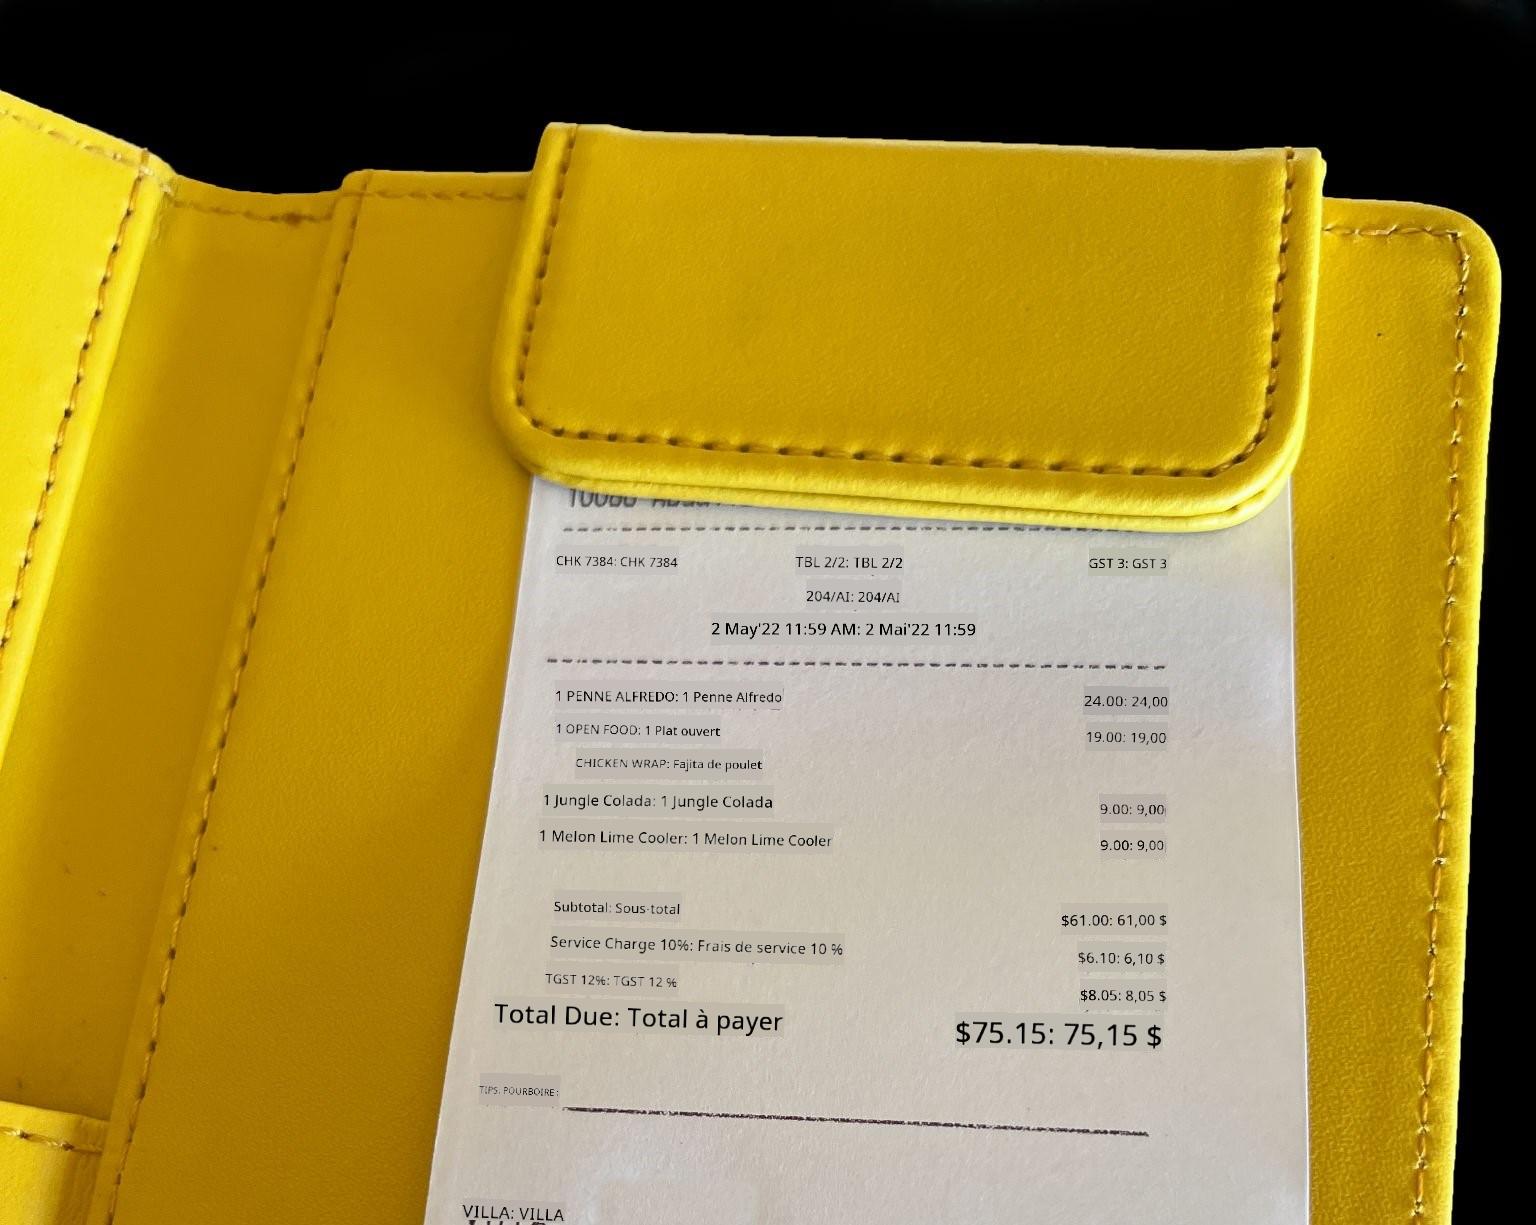 CHK 7384: CHK 7384 TBL 2/2: TBL 2/2 GST 3: GST 3
204/AI: 204/AI
2 May'22 11:59 AM: 2 Mai'22 11:59
1 PENNE ALFREDO: 1 Penne Alfredo 24.00: 24,00
1 OPEN FOOD: 1 Plat ouvert 19.00: 19,00
CHICKEN WRAP: Fajita de poulet
1 Jungle Colada: 1 Jungle Colada 9.00: 9,00
1 Melon Lime Cooler: 1 Melon Lime Cooler 9.00: 9,00
Subtotal: Sous-total $61.00: 61,00 $
Service Charge 10%: Frais de service 10 % $6.10: 6,10 $
TGST 12%: TGST 12 % $8.05: 8,05 $
Total Due: Total à payer $75.15: 75,15 $
TIPS: POURBOIRE:
VILLA: VILLA